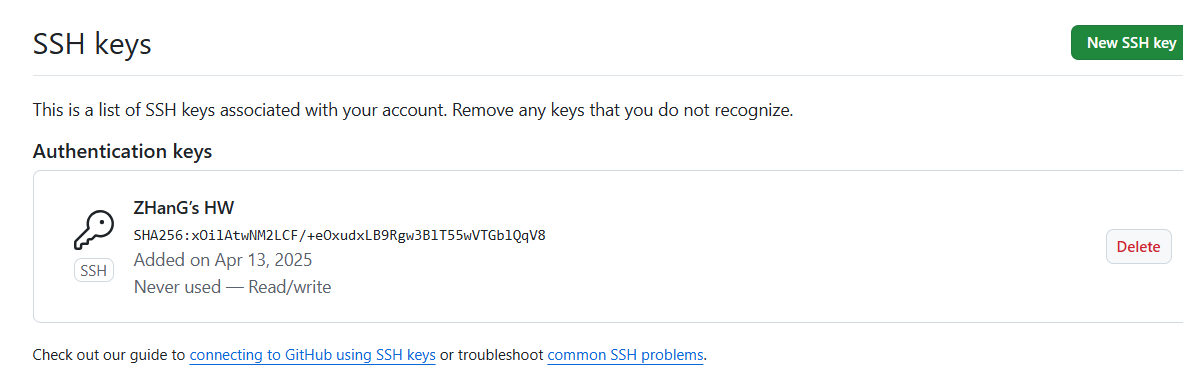 SSH keys
New SSH key
This is a list of SSH keys associated with your account. Remove any keys that you do not recognize.
Authentication keys
ZHanG’s HW
SHA256:xOilAtwNM2LCF/+eOxudxLB9Rgw3BlT55wVTGblQqV8
Added on Apr 13, 2025
SSH
Never used — Read/write
Delete
Check out our guide to connecting to GitHub using SSH keys or troubleshoot common SSH problems.